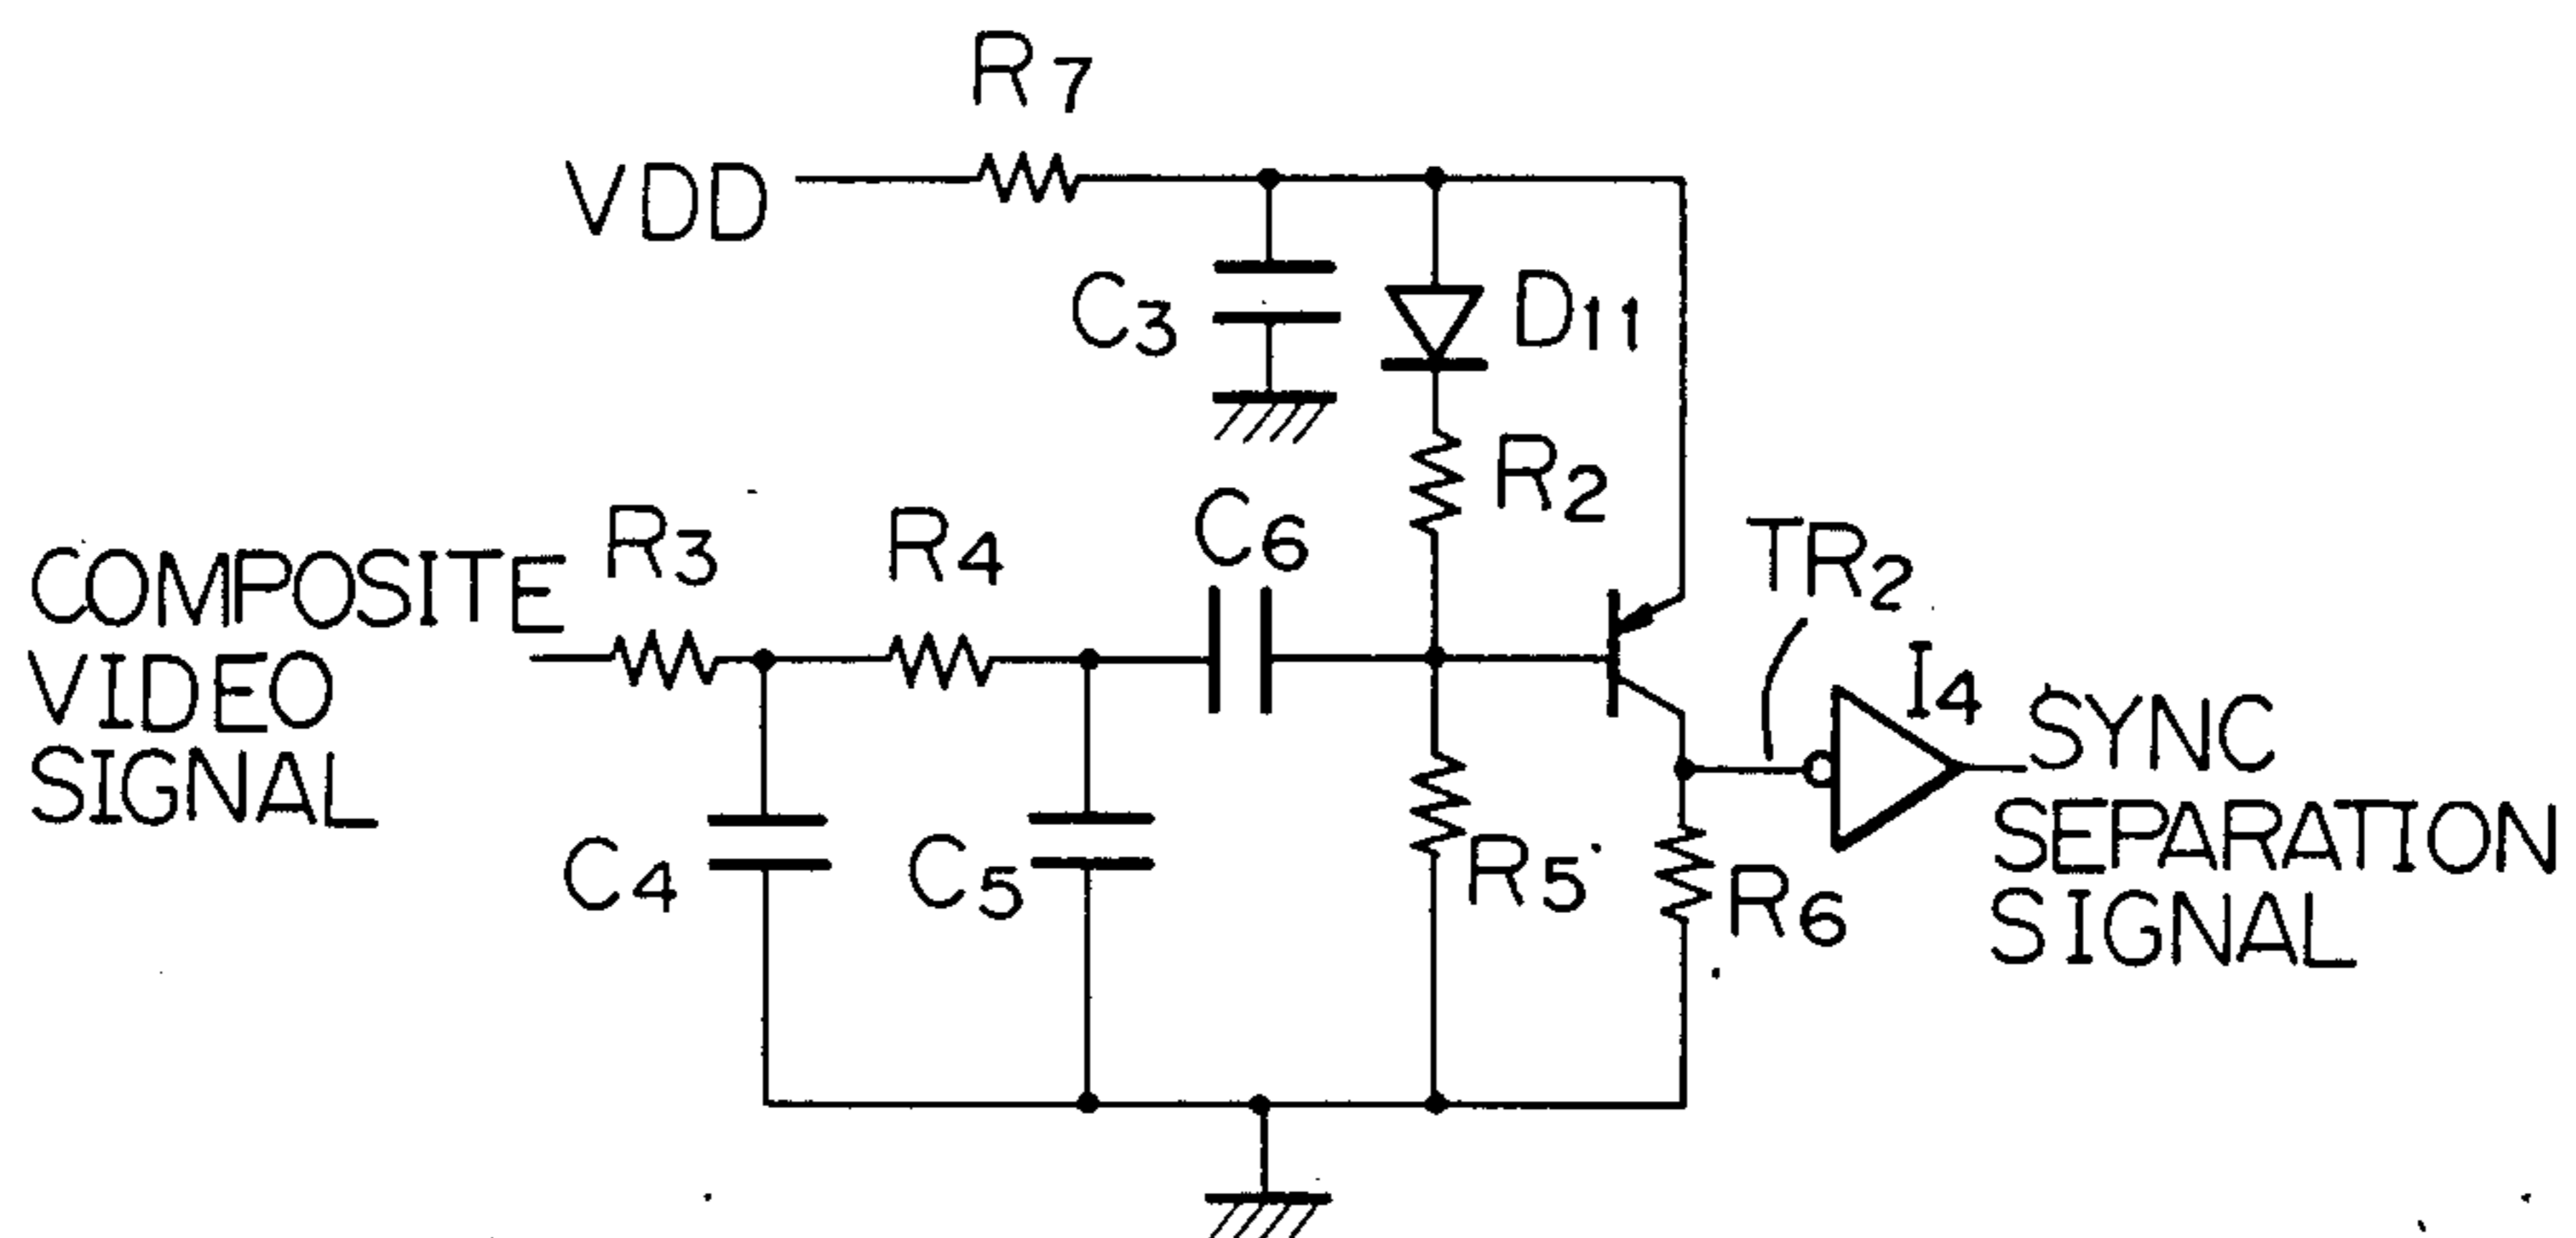 R7
VDD
C3
D11
R2
COMPOSITE
VIDEO
SIGNAL
R3
R4
C6
TR2
I4
C4
C5
R5
R6
SYNC
SEPARATION
SIGNAL